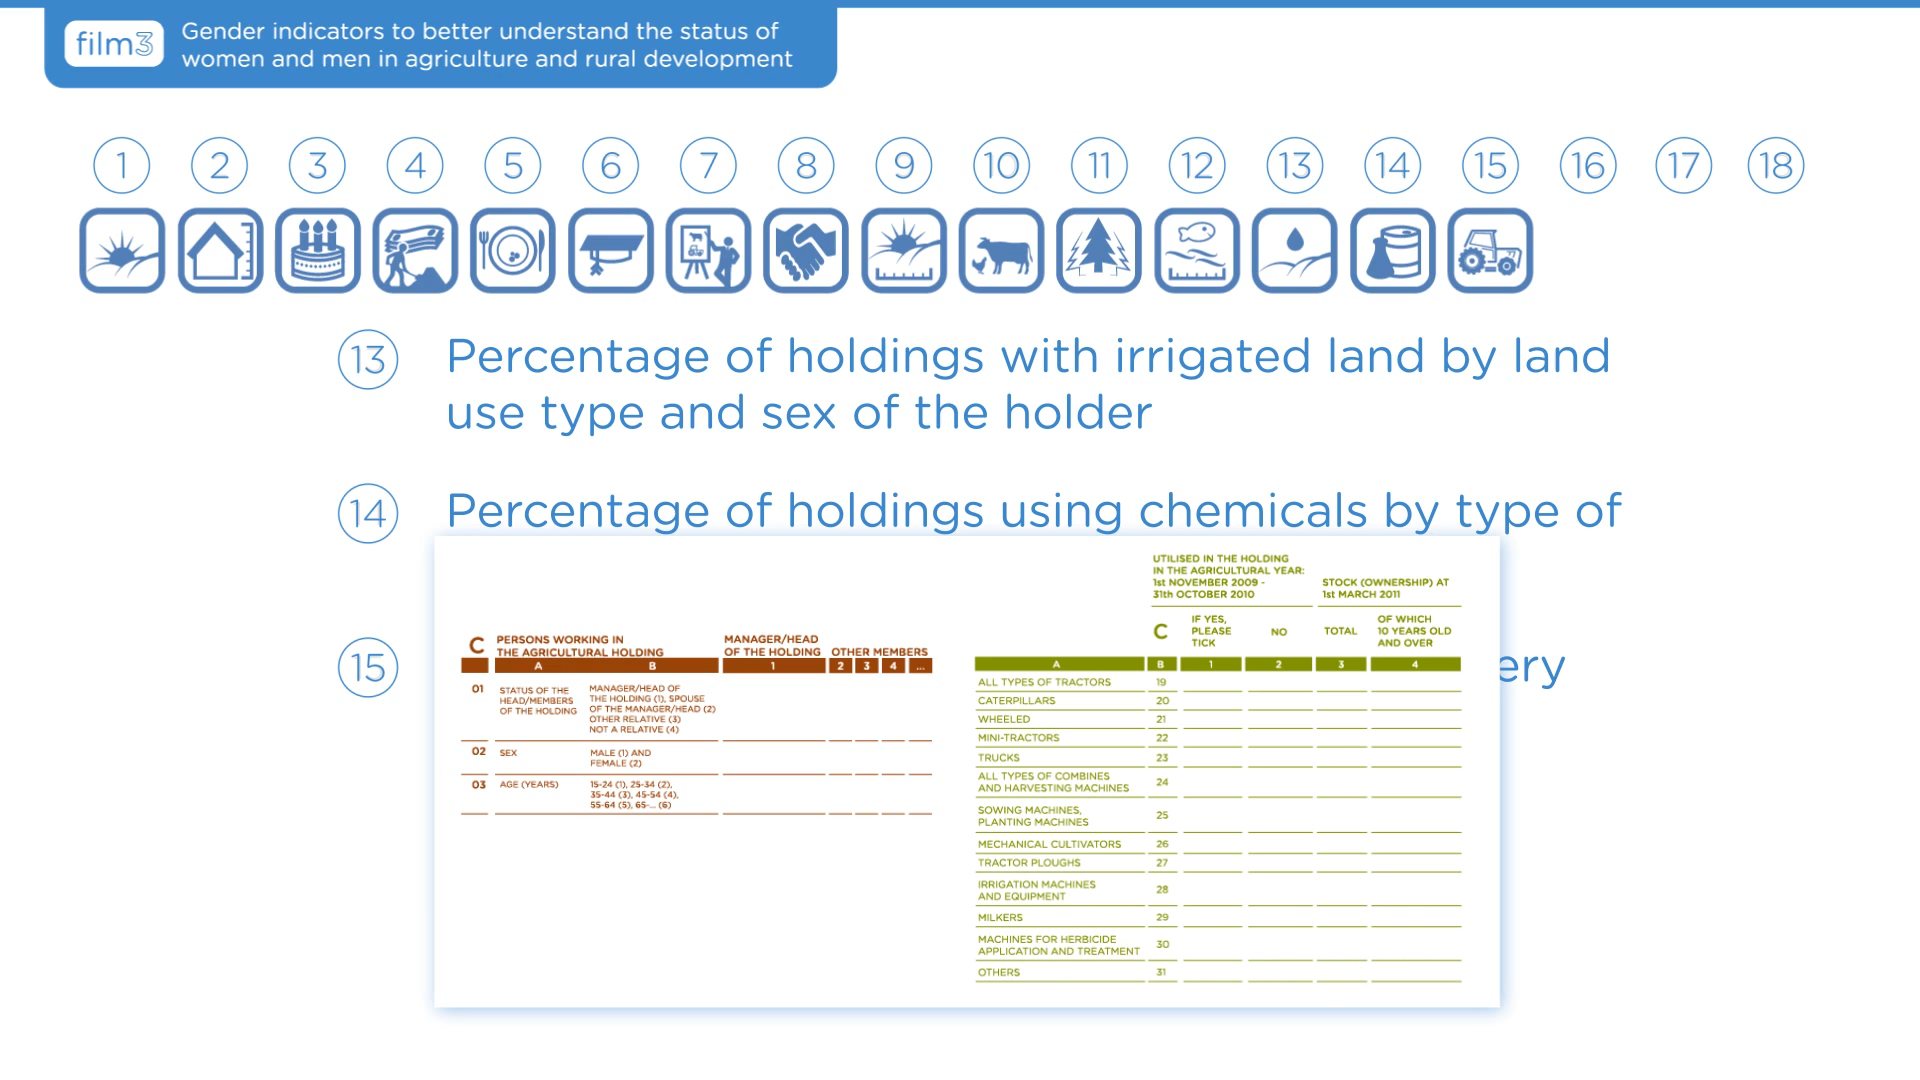 film3
Gender indicators to better understand the status of
women and men in agriculture and rural development
1 2 3 4 5 6 7 8 9 10 11 12 13 14 15 16 17 18
13 Percentage of holdings with irrigated land by land
use type and sex of the holder
14 Percentage of holdings using chemicals by type of
15 ery
C PERSONS WORKING IN
THE AGRICULTURAL HOLDING
MANAGER/HEAD
OF THE HOLDING
OTHER MEMBERS
A B 1 2 3 4 ...
01 STATUS OF THE
HEAD/MEMBERS
OF THE HOLDING
MANAGER/HEAD OF
THE HOLDING (1), SPOUSE
OF THE MANAGER/HEAD (2)
OTHER RELATIVE (3)
NOT A RELATIVE (4)
02 SEX
MALE (1) AND
FEMALE (2)
03 AGE (YEARS)
15-24 (1), 25-34 (2),
35-44 (3), 45-54 (4),
55-64 (5), 65-... (6)
UTILISED IN THE HOLDING
IN THE AGRICULTURAL YEAR:
1st NOVEMBER 2009 -
31th OCTOBER 2010
STOCK (OWNERSHIP) AT
1st MARCH 2011
C
IF YES,
PLEASE
TICK
NO
TOTAL
OF WHICH
10 YEARS OLD
AND OVER
A B 1 2 3 4
ALL TYPES OF TRACTORS 19
CATERPILLARS 20
WHEELED 21
MINI-TRACTORS 22
TRUCKS 23
ALL TYPES OF COMBINES
AND HARVESTING MACHINES 24
SOWING MACHINES,
PLANTING MACHINES 25
MECHANICAL CULTIVATORS 26
TRACTOR PLOUGHS 27
IRRIGATION MACHINES
AND EQUIPMENT 28
MILKERS 29
MACHINES FOR HERBICIDE
APPLICATION AND TREATMENT 30
OTHERS 31